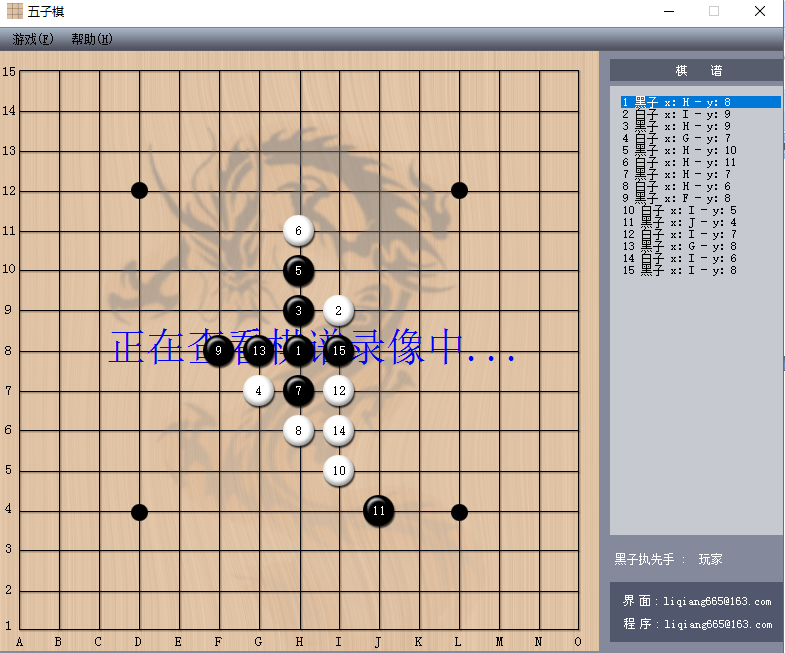 五子棋
游戏(F) 帮助(H)
棋 谱
15
14
13
12
11
10
9
8
7
6
5
4
3
2
1
A B C D E F G H I J K L M N O
6
5
3 2
9 13 1 15
4 7 12
8 14
10
11
正在查看棋谱录像中...
1 黑子 x: H - y: 8
2 白子 x: I - y: 9
3 黑子 x: H - y: 9
4 白子 x: G - y: 7
5 黑子 x: H - y: 10
6 白子 x: H - y: 11
7 黑子 x: H - y: 7
8 白子 x: H - y: 6
9 黑子 x: F - y: 8
10 白子 x: I - y: 5
11 黑子 x: J - y: 4
12 白子 x: I - y: 7
13 黑子 x: G - y: 8
14 白子 x: I - y: 6
15 黑子 x: I - y: 8
黑子执先手 : 玩家
界 面 : liqiang665@163.com
程 序 : liqiang665@163.com